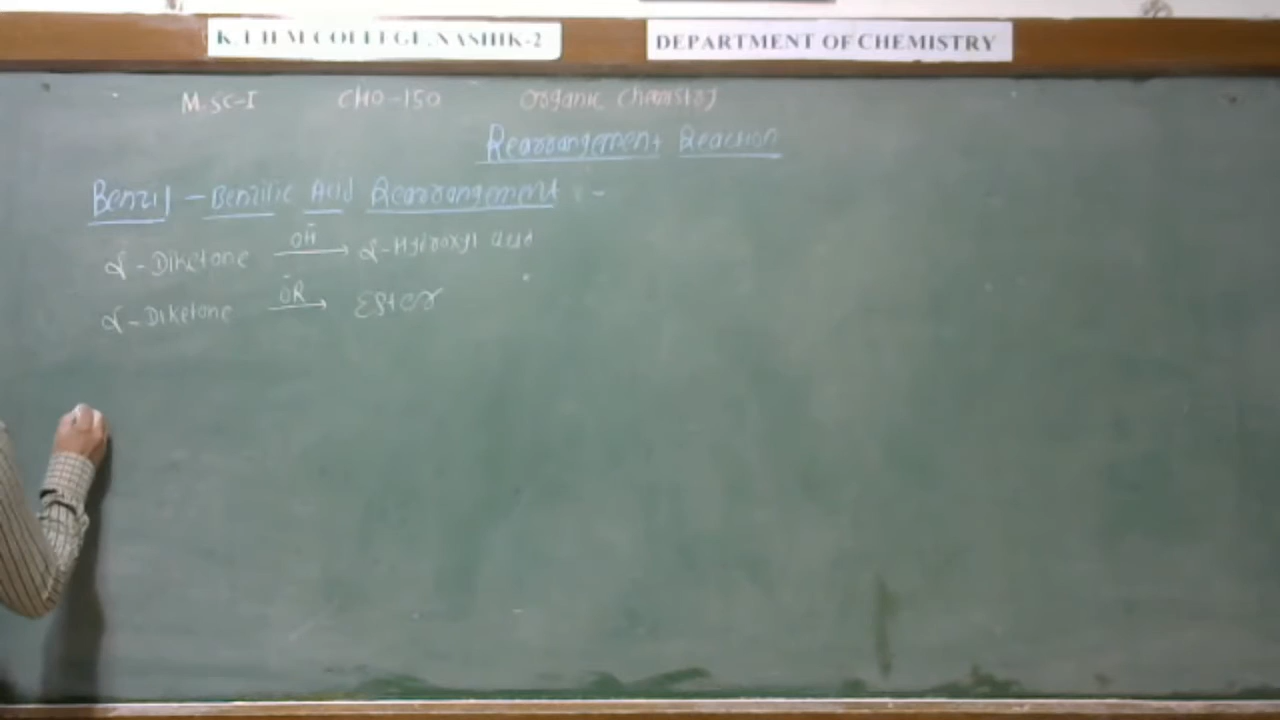 K.T.H.M COLLEGE, NASHIK-2
DEPARTMENT OF CHEMISTRY
M.Sc-I CHO-150 Organic Chemistry
Rearrangement Reaction
Benzil - Benzilic Acid Rearrangement :-
α-Diketone OH⁻ → α-Hydroxyl acid
α-Diketone OR⁻ → Ester